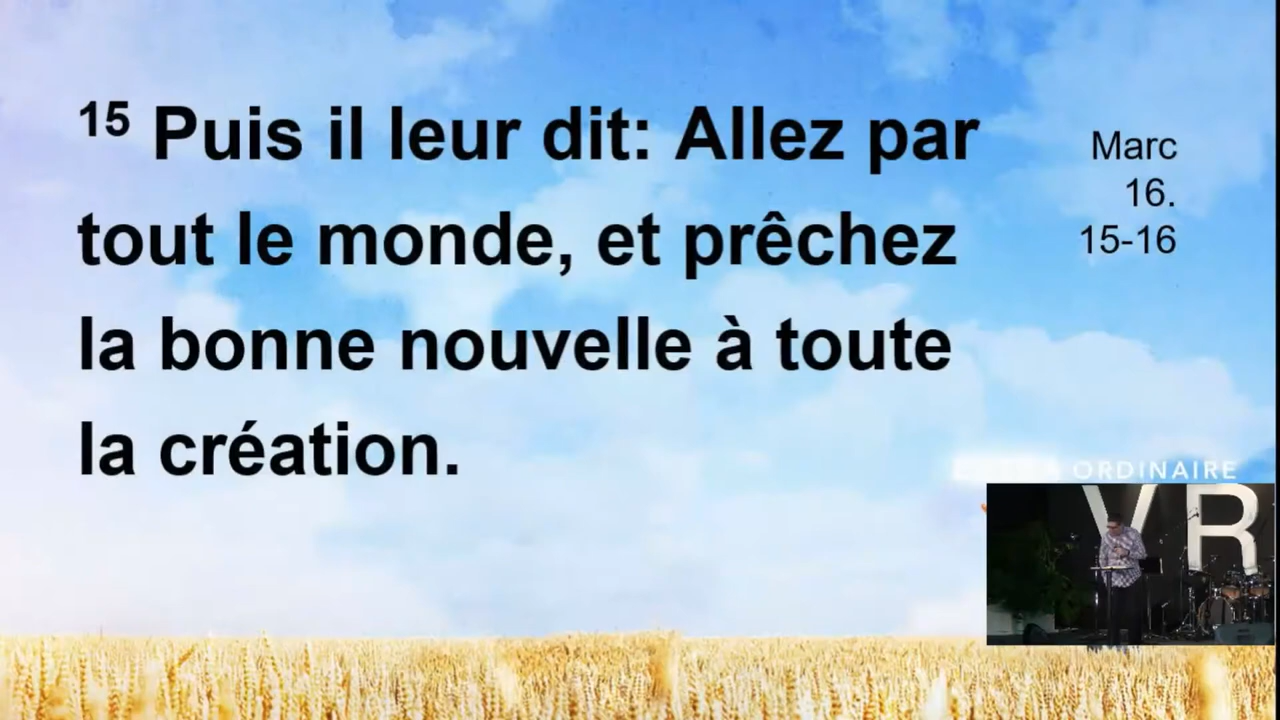 15 Puis il leur dit: Allez par
tout le monde, et prêchez
la bonne nouvelle à toute
la création.
Marc
16.
15-16
ORDINAIRE
VR